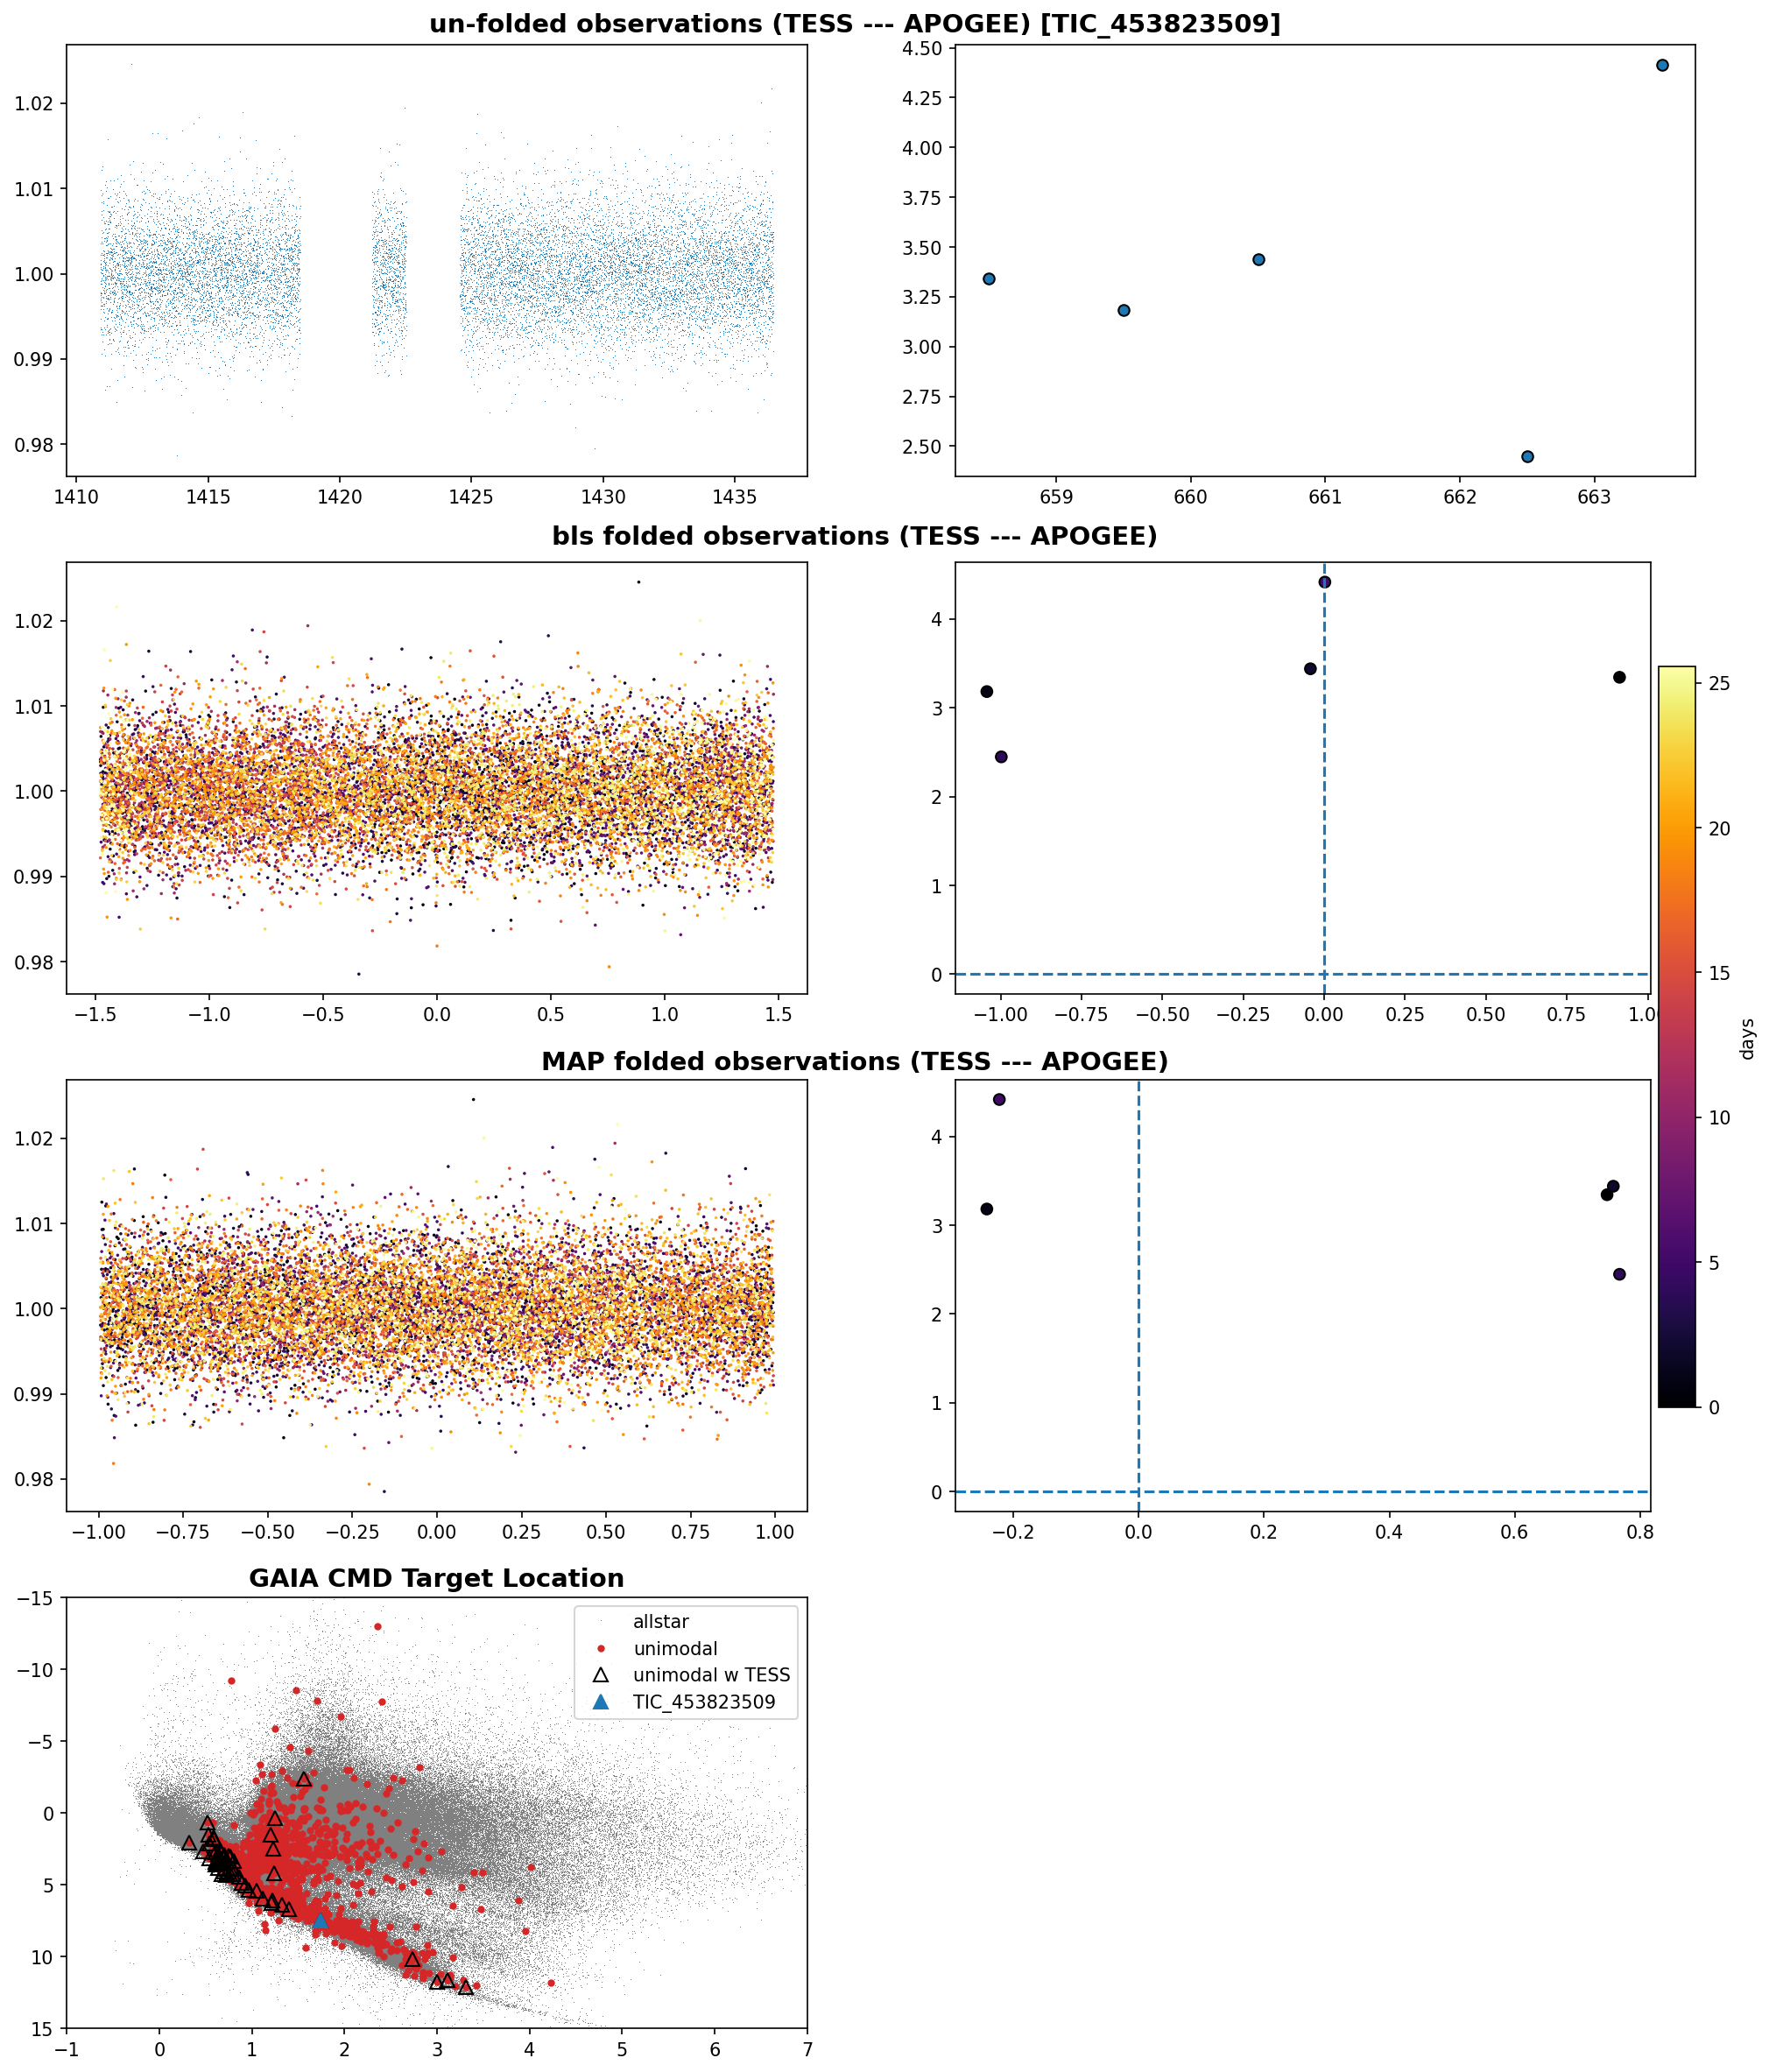 un-folded observations (TESS --- APOGEE) [TIC_453823509]
1.02
1.01
1.00
0.99
0.98
1410 1415 1420 1425 1430 1435
4.50
4.25
4.00
3.75
3.50
3.25
3.00
2.75
2.50
659 660 661 662 663
bls folded observations (TESS --- APOGEE)
1.02
1.01
1.00
0.99
0.98
−1.5 −1.0 −0.5 0.0 0.5 1.0 1.5
4
3
2
1
0
−1.00 −0.75 −0.50 −0.25 0.00 0.25 0.50 0.75 1.00
MAP folded observations (TESS --- APOGEE)
1.02
1.01
1.00
0.99
0.98
−1.00 −0.75 −0.50 −0.25 0.00 0.25 0.50 0.75 1.00
4
3
2
1
0
−0.2 0.0 0.2 0.4 0.6 0.8
25
20
15
10
5
0
days
GAIA CMD Target Location
−15
−10
−5
0
5
10
15
−1 0 1 2 3 4 5 6 7
allstar
unimodal
unimodal w TESS
TIC_453823509